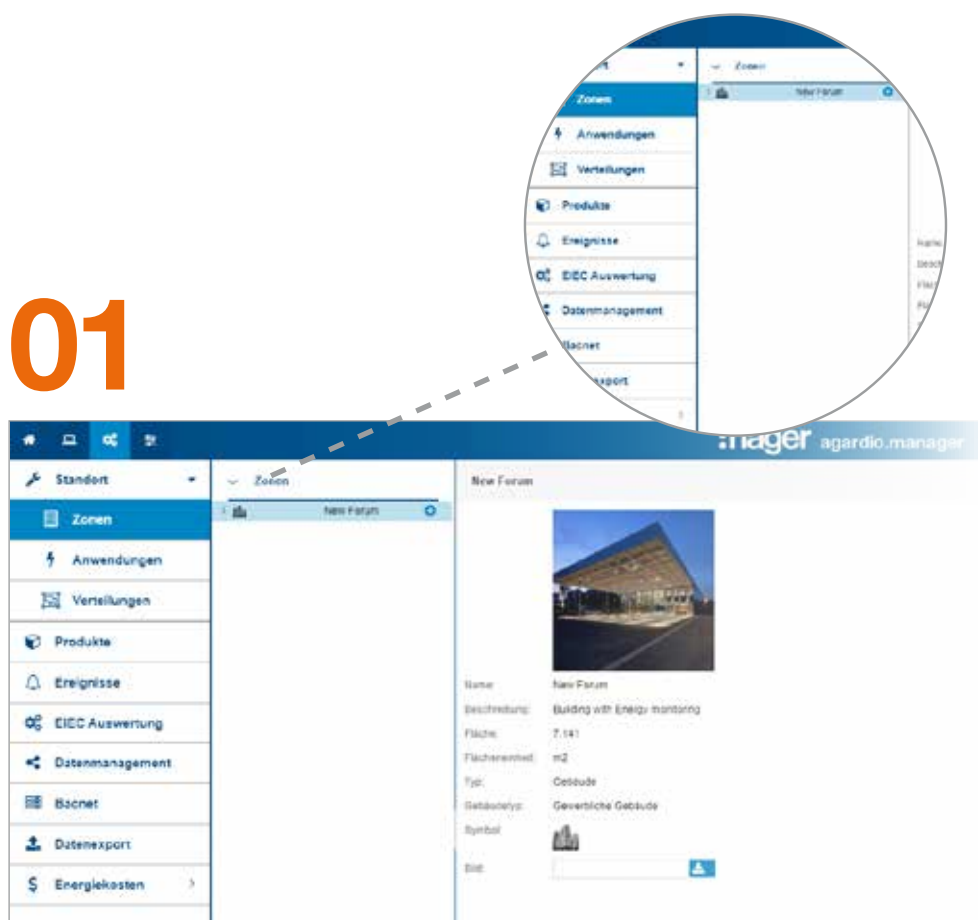 Zonen
New Forum
Zonen
Anwendungen
Verteilungen
Produkte
Ereignisse
EIEC Auswertung
Datenmanagement
Bacnet
01
:hager agardio.manager
Standort
Zonen
New Forum
Zonen
New Forum
Anwendungen
Verteilungen
Produkte
Ereignisse
Name: New Forum
EIEC Auswertung
Beschreibung: Building with Energy monitoring
Fläche: 7.141
Datenmanagement
Flächeneinheit: m2
Typ: Gebäude
Bacnet
Gebäudetyp: Gewerbliche Gebäude
Symbol:
Datenexport
Bild:
Energiekosten